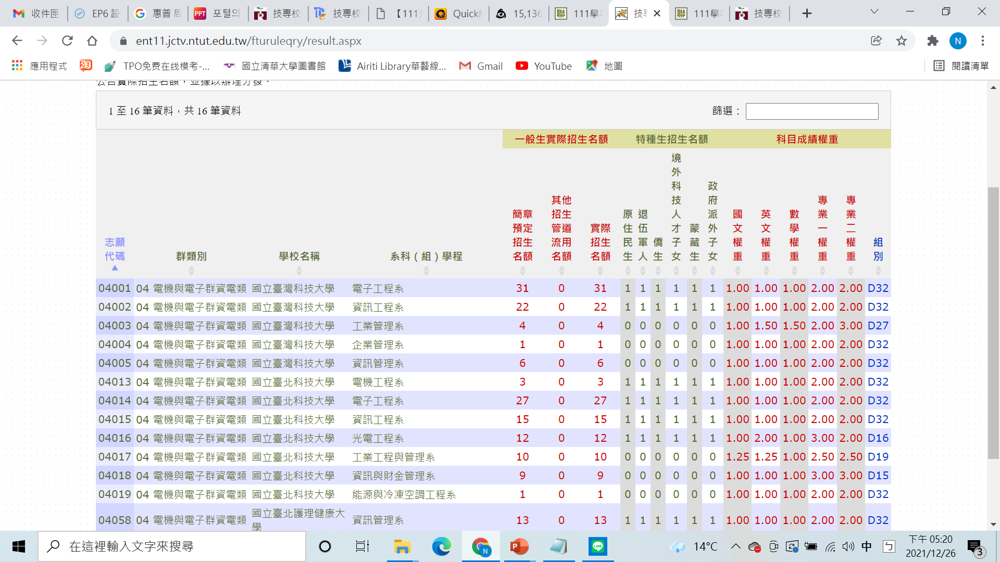 收件匣
EP6 設
惠普 周
포털의
技專校
技專校
【111
QuickM
15,136
111學
技專
111學
技專校
ent11.jctv.ntut.edu.tw/fturuleqry/result.aspx
N
應用程式
TPO免费在线模考-...
國立清華大學圖書館
Airiti Library華藝線...
Gmail
YouTube
地圖
閱讀清單
公告實際招生名額，並據以辦理分發。
1 至 16 筆資料，共 16 筆資料
篩選：
一般生實際招生名額 特種生招生名額 科目成績權重
志願代碼 群類別 學校名稱 系科（組）學程 簡章預定招生名額 其他招生管道流用名額 實際招生名額 原住民生 退伍軍人 僑生 境外科技人才子女 蒙藏生 政府派外子女 國文權重 英文權重 數學權重 專業一權重 專業二權重 組別
04001 04 電機與電子群資電類 國立臺灣科技大學 電子工程系 31 0 31 1 1 1 1 1 1 1.00 1.00 1.00 2.00 2.00 D32
04002 04 電機與電子群資電類 國立臺灣科技大學 資訊工程系 22 0 22 1 1 1 1 1 1 1.00 1.00 1.00 2.00 2.00 D32
04003 04 電機與電子群資電類 國立臺灣科技大學 工業管理系 4 0 4 0 0 0 0 0 0 1.00 1.50 1.50 2.00 3.00 D27
04004 04 電機與電子群資電類 國立臺灣科技大學 企業管理系 1 0 1 0 0 0 0 0 0 1.00 1.00 1.00 2.00 2.00 D32
04005 04 電機與電子群資電類 國立臺灣科技大學 資訊管理系 6 0 6 0 0 0 0 0 0 1.00 1.00 1.00 2.00 2.00 D32
04013 04 電機與電子群資電類 國立臺北科技大學 電機工程系 3 0 3 1 1 1 1 1 1 1.00 1.00 1.00 2.00 2.00 D32
04014 04 電機與電子群資電類 國立臺北科技大學 電子工程系 27 0 27 1 1 1 1 1 1 1.00 1.00 1.00 2.00 2.00 D32
04015 04 電機與電子群資電類 國立臺北科技大學 資訊工程系 15 0 15 1 1 1 1 1 1 1.00 1.00 1.00 2.00 2.00 D32
04016 04 電機與電子群資電類 國立臺北科技大學 光電工程系 12 0 12 1 1 1 1 1 1 1.00 2.00 1.00 3.00 2.00 D16
04017 04 電機與電子群資電類 國立臺北科技大學 工業工程與管理系 10 0 10 0 0 0 0 0 0 1.25 1.25 1.00 2.50 2.50 D19
04018 04 電機與電子群資電類 國立臺北科技大學 資訊與財金管理系 9 0 9 0 0 0 0 0 0 1.00 1.00 1.00 3.00 3.00 D15
04019 04 電機與電子群資電類 國立臺北科技大學 能源與冷凍空調工程系 1 0 1 0 0 0 0 0 0 1.00 1.00 1.00 2.00 2.00 D32
04058 04 電機與電子群資電類 國立臺北護理健康大學 資訊管理系 13 0 13 1 1 1 1 1 1 1.00 1.00 1.00 2.00 2.00 D32
在這裡輸入文字來搜尋
14°C
中
ㄅ
下午 05:20
2021/12/26
3